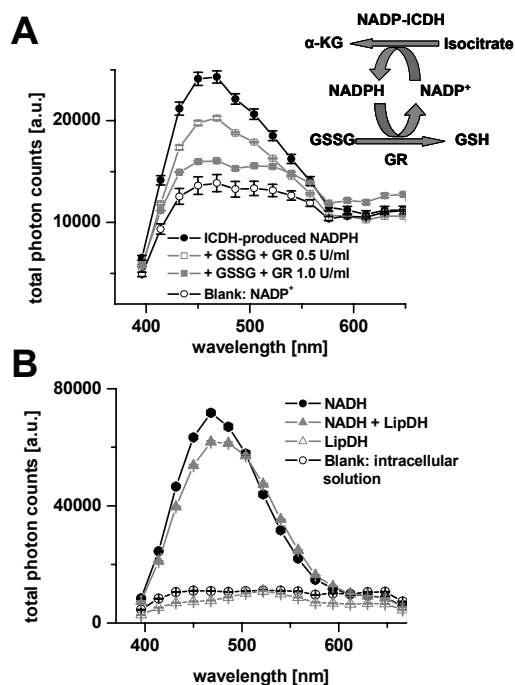 A
NADP-ICDH
α-KG
Isocitrate
NADPH
NADP+
GSSG
GSH
GR
total photon counts [a.u.]
20000
10000
ICDH-produced NADPH
+ GSSG + GR 0.5 U/ml
+ GSSG + GR 1.0 U/ml
Blank: NADP+
400
500
600
wavelength [nm]
B
total photon counts [a.u.]
80000
40000
0
NADH
NADH + LipDH
LipDH
Blank: intracellular
solution
400
500
600
wavelength [nm]